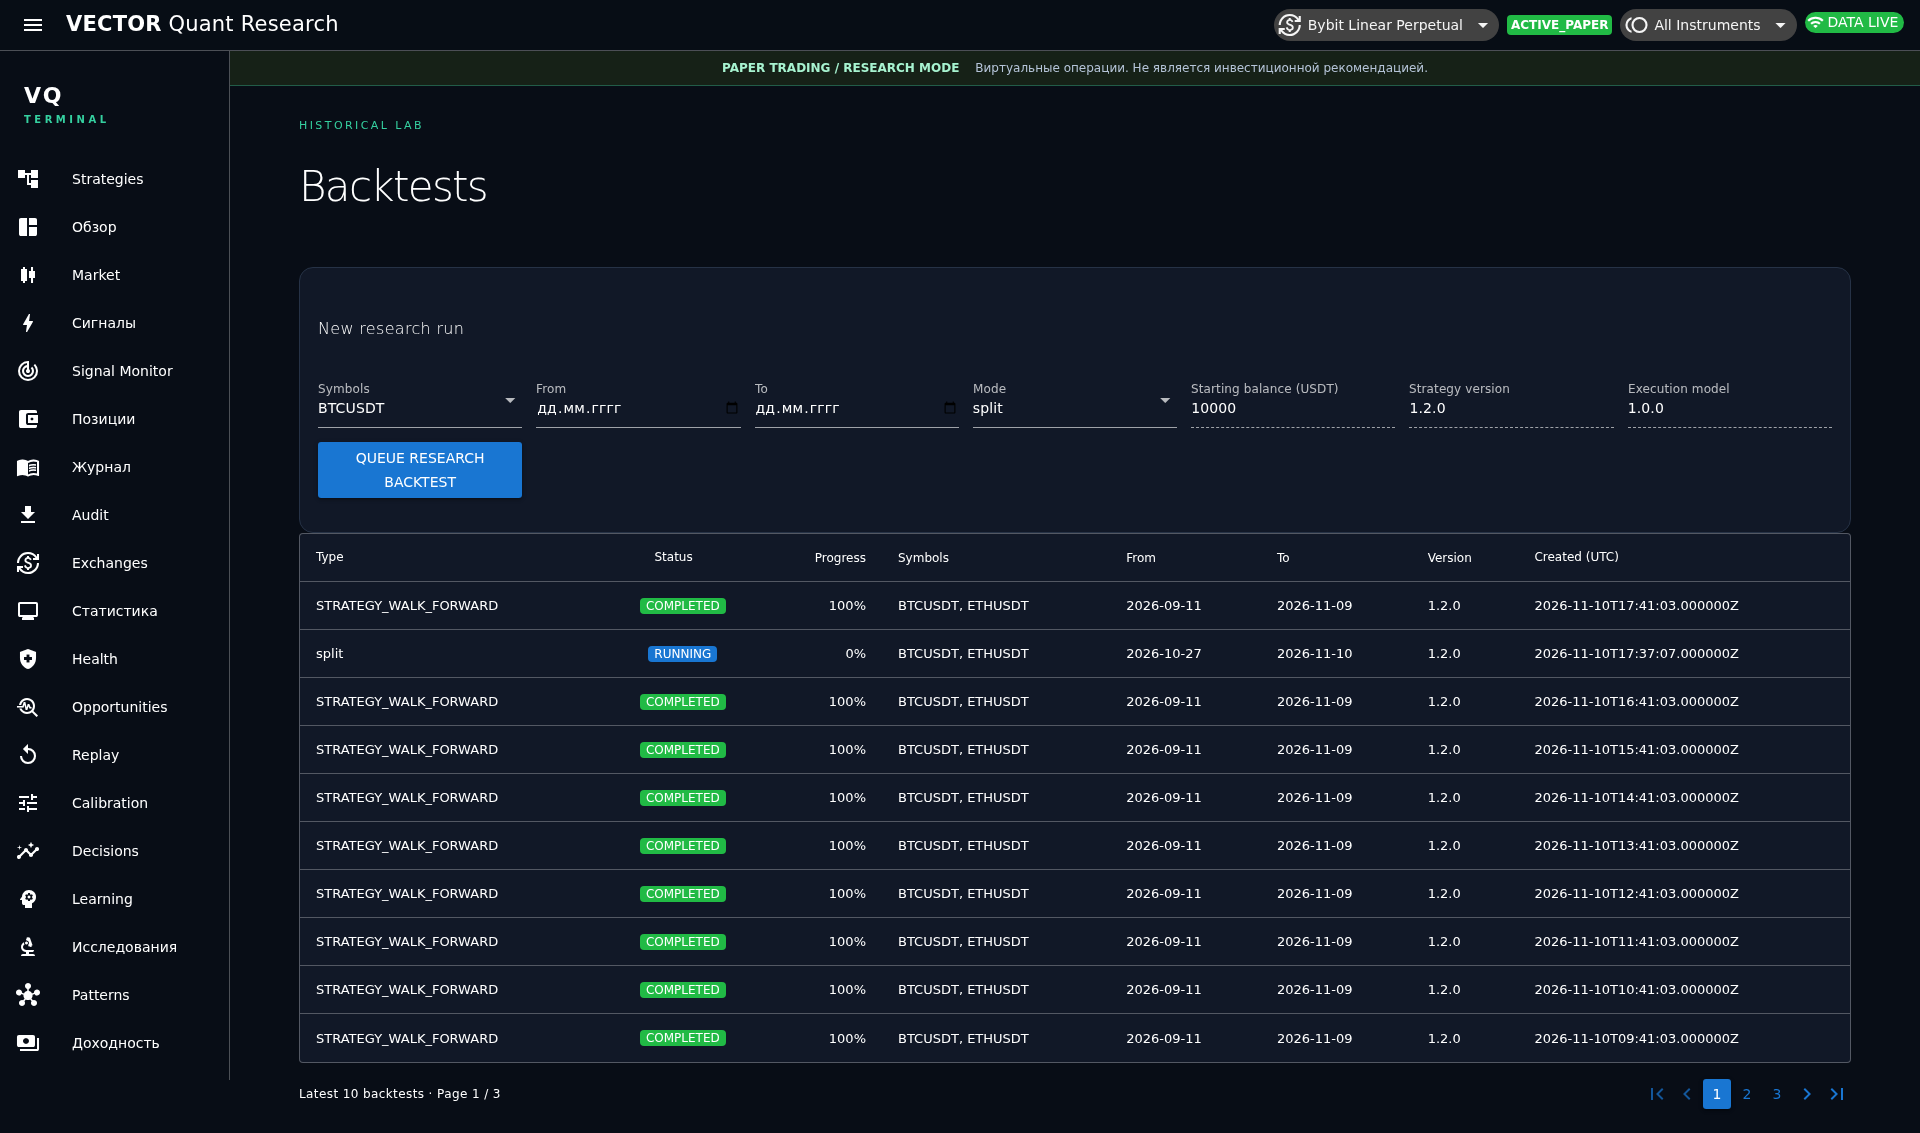 VECTOR Quant Research
Bybit Linear Perpetual
ACTIVE_PAPER
All Instruments
DATA LIVE
PAPER TRADING / RESEARCH MODE Виртуальные операции. Не является инвестиционной рекомендацией.
VQ
TERMINAL
Strategies
Обзор
Market
Сигналы
Signal Monitor
Позиции
Журнал
Audit
Exchanges
Статистика
Health
Opportunities
Replay
Calibration
Decisions
Learning
Исследования
Patterns
Доходность
HISTORICAL LAB
Backtests
New research run
Symbols From To Mode Starting balance (USDT) Strategy version Execution model
BTCUSDT дд.мм.гггг дд.мм.гггг split 10000 1.2.0 1.0.0
QUEUE RESEARCH
BACKTEST
Type Status Progress Symbols From To Version Created (UTC)
STRATEGY_WALK_FORWARD COMPLETED 100% BTCUSDT, ETHUSDT 2026-09-11 2026-11-09 1.2.0 2026-11-10T17:41:03.000000Z
split RUNNING 0% BTCUSDT, ETHUSDT 2026-10-27 2026-11-10 1.2.0 2026-11-10T17:37:07.000000Z
STRATEGY_WALK_FORWARD COMPLETED 100% BTCUSDT, ETHUSDT 2026-09-11 2026-11-09 1.2.0 2026-11-10T16:41:03.000000Z
STRATEGY_WALK_FORWARD COMPLETED 100% BTCUSDT, ETHUSDT 2026-09-11 2026-11-09 1.2.0 2026-11-10T15:41:03.000000Z
STRATEGY_WALK_FORWARD COMPLETED 100% BTCUSDT, ETHUSDT 2026-09-11 2026-11-09 1.2.0 2026-11-10T14:41:03.000000Z
STRATEGY_WALK_FORWARD COMPLETED 100% BTCUSDT, ETHUSDT 2026-09-11 2026-11-09 1.2.0 2026-11-10T13:41:03.000000Z
STRATEGY_WALK_FORWARD COMPLETED 100% BTCUSDT, ETHUSDT 2026-09-11 2026-11-09 1.2.0 2026-11-10T12:41:03.000000Z
STRATEGY_WALK_FORWARD COMPLETED 100% BTCUSDT, ETHUSDT 2026-09-11 2026-11-09 1.2.0 2026-11-10T11:41:03.000000Z
STRATEGY_WALK_FORWARD COMPLETED 100% BTCUSDT, ETHUSDT 2026-09-11 2026-11-09 1.2.0 2026-11-10T10:41:03.000000Z
STRATEGY_WALK_FORWARD COMPLETED 100% BTCUSDT, ETHUSDT 2026-09-11 2026-11-09 1.2.0 2026-11-10T09:41:03.000000Z
Latest 10 backtests · Page 1 / 3
1 2 3